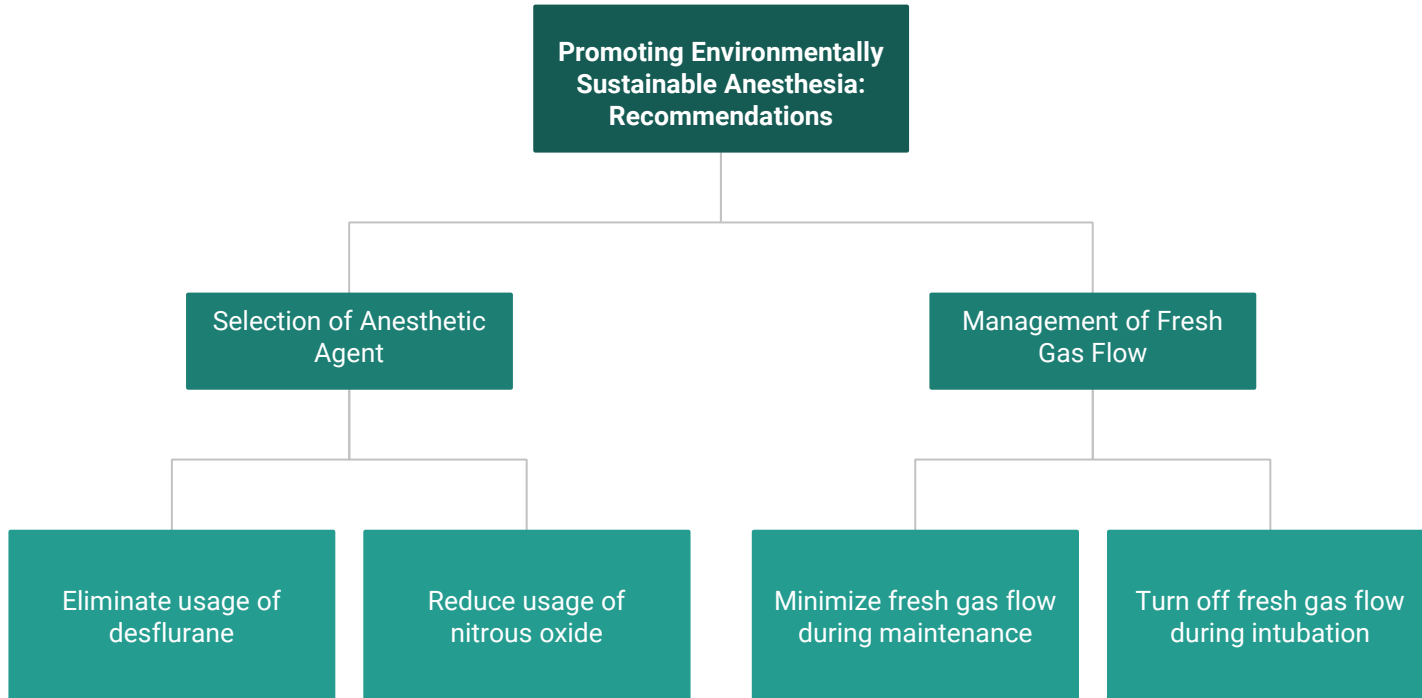 Promoting Environmentally
Sustainable Anesthesia:
Recommendations
Selection of Anesthetic
Agent
Management of Fresh
Gas Flow
Eliminate usage of
desflurane
Reduce usage of
nitrous oxide
Minimize fresh gas flow
during maintenance
Turn off fresh gas flow
during intubation